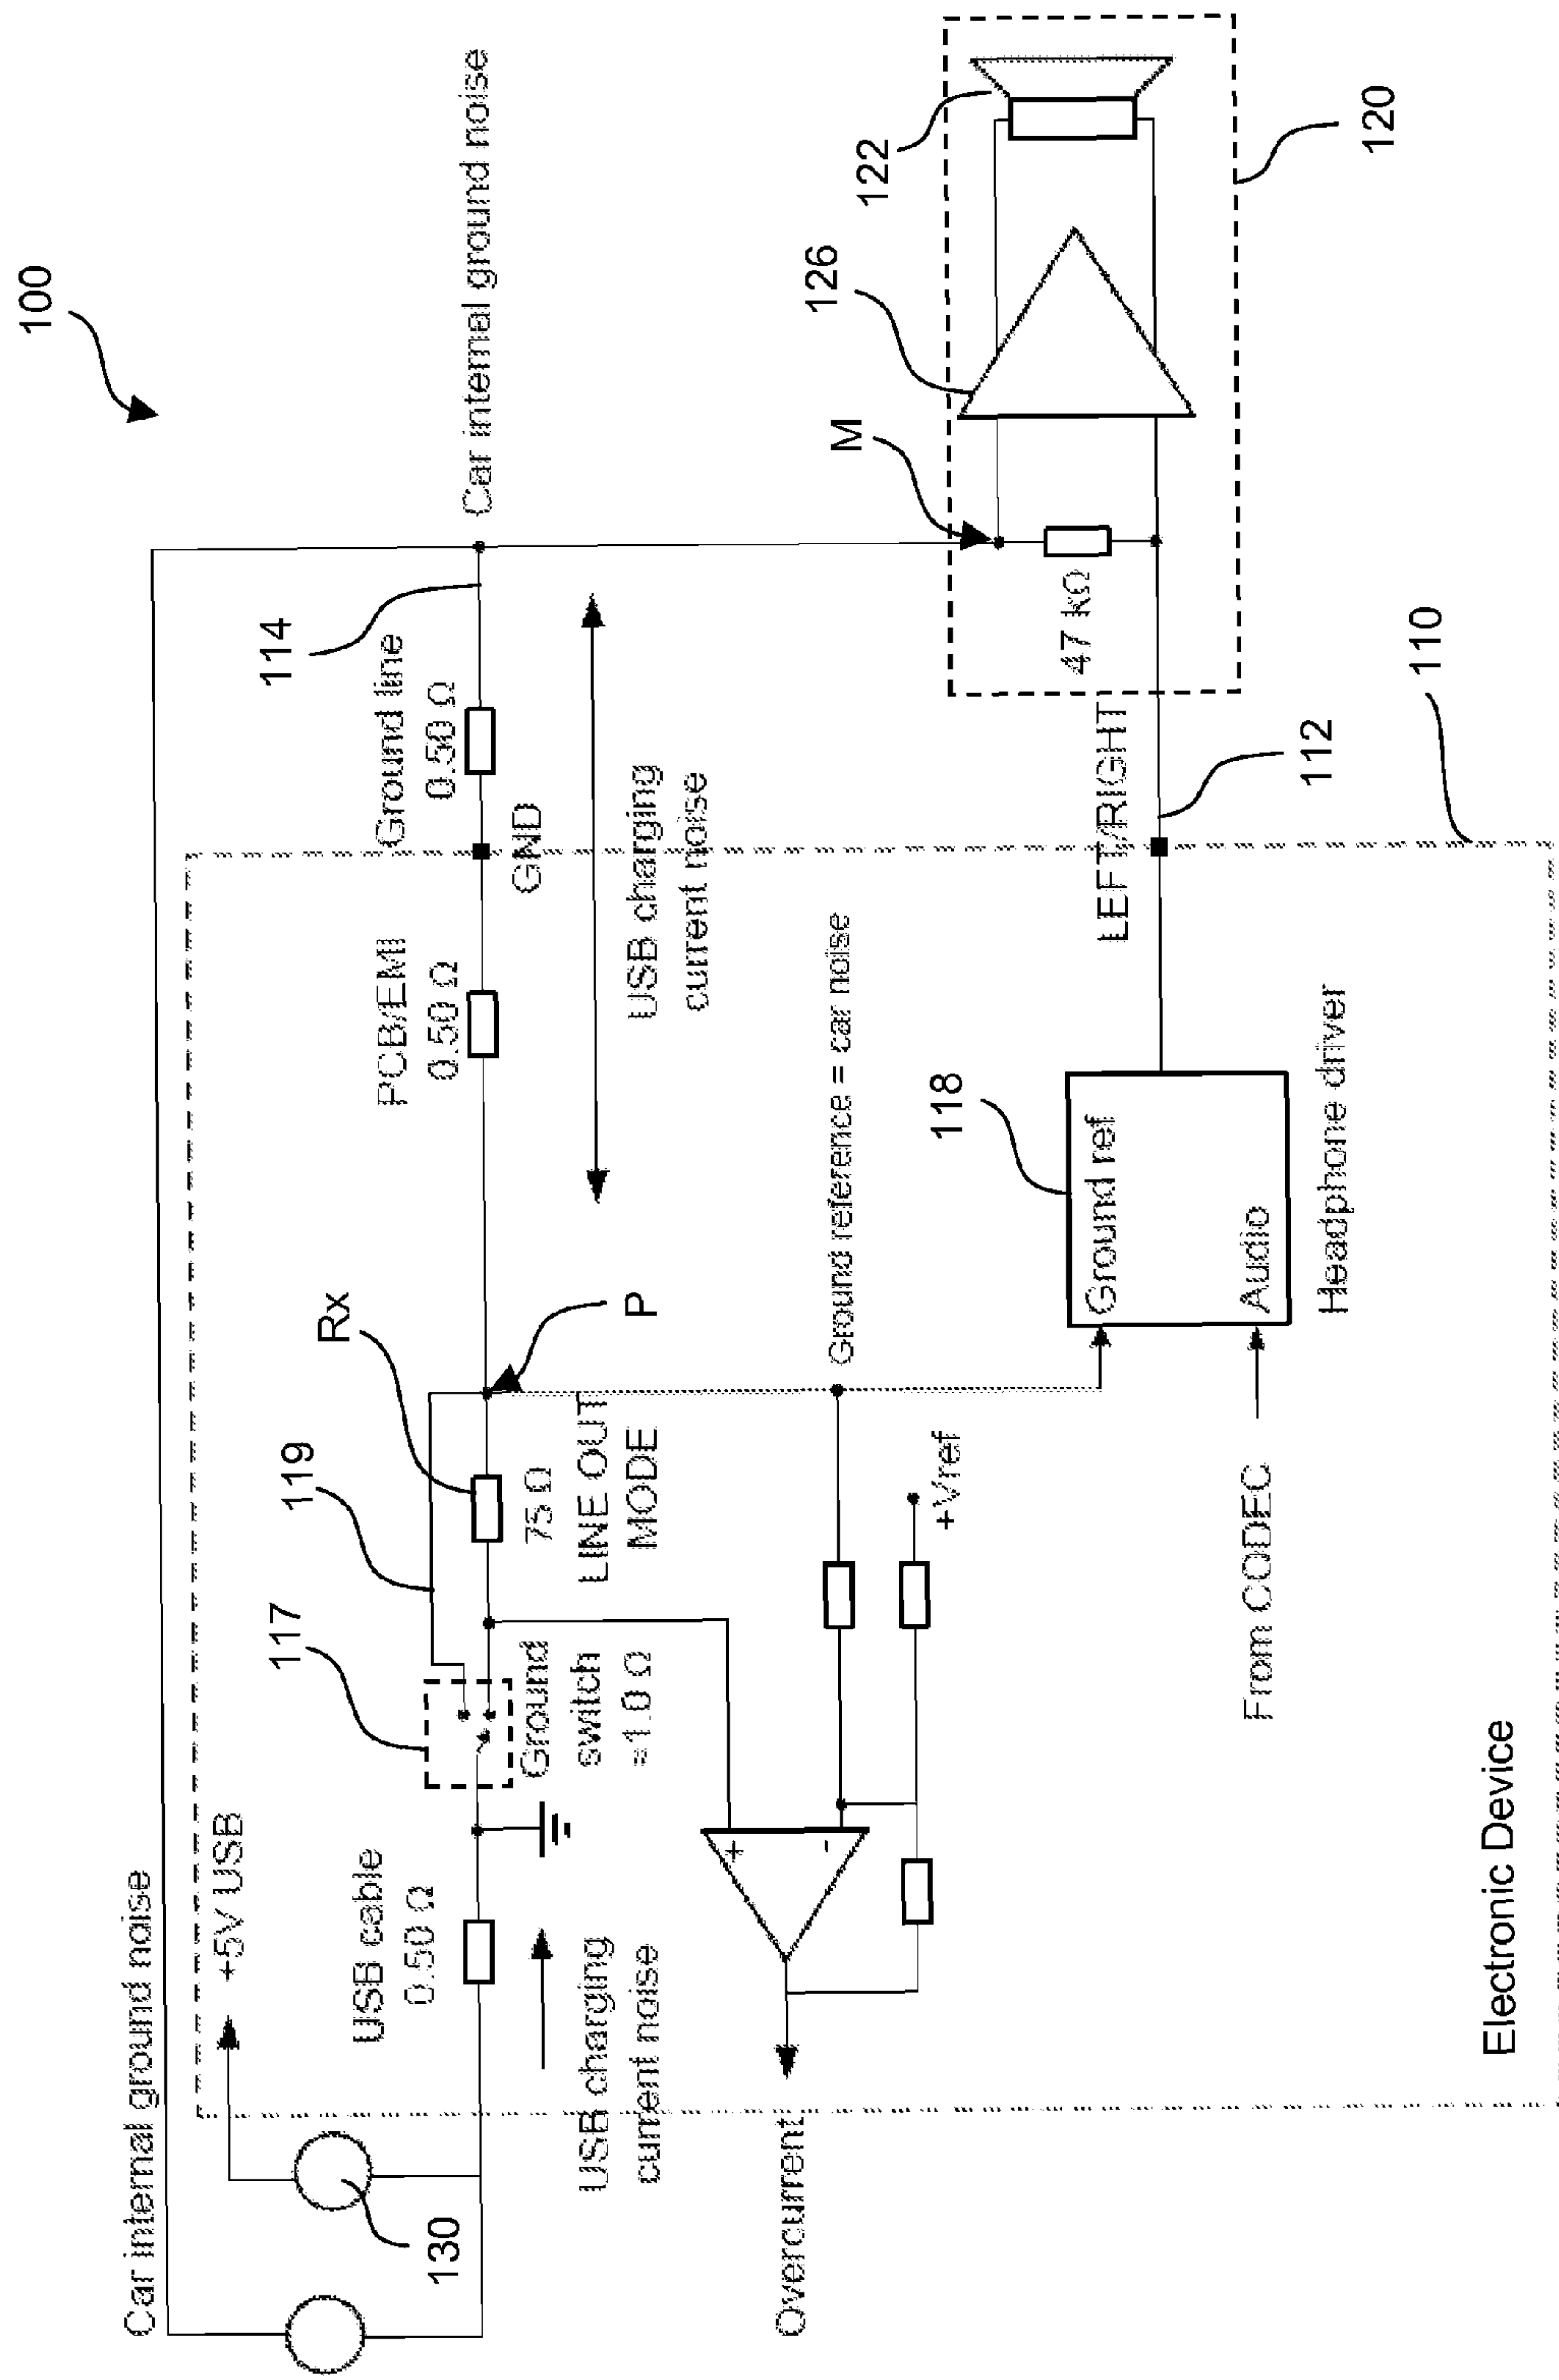 100
Car internal ground noise
+5V USB
130
Car internal ground noise
USB cable
0.50 Ω
117
119
Rx
PCB/EMI
0.50 Ω
Ground line
0.50 Ω
114
GND
Ground
switch
=1.0 Ω
75 Ω
LINE OUT
MODE
P
USB charging
current noise
USB charging
current noise
Overcurrent
+
-
+Vref
Ground reference = car noise
118
Ground ref
Audio
From CODEC
Headphone driver
LEFT/RIGHT
112
110
M
47 kΩ
126
122
120
Electronic Device